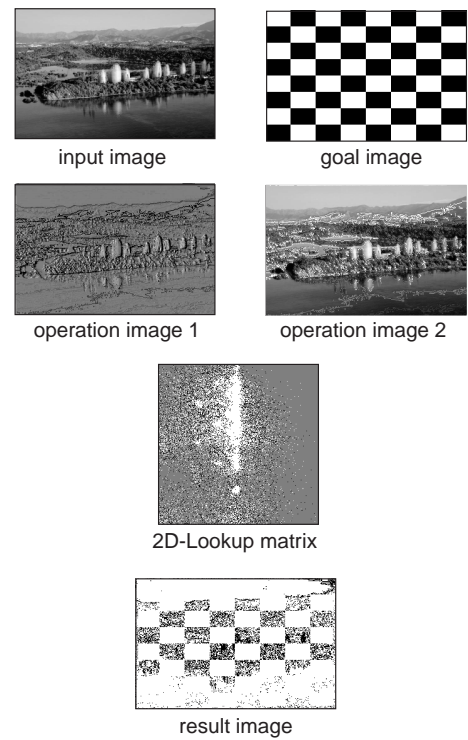 input image
goal image
operation image 1
operation image 2
2D-Lookup matrix
result image